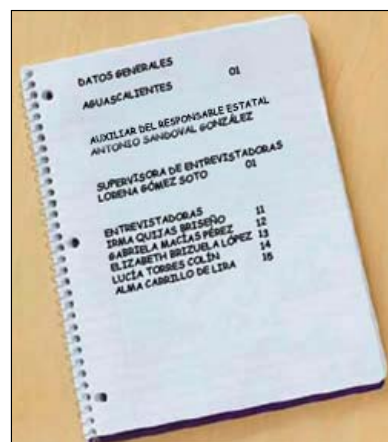 DATOS GENERALES
AGUASCALIENTES 01
AUXILIAR DEL RESPONSABLE ESTATAL
ANTONIO SANDOVAL GONZÁLEZ
SUPERVISORA DE ENTREVISTADORAS
LORENA GÓMEZ SOTO 01
ENTREVISTADORAS
IRMA QUIJAS BRISEÑO 11
GABRIELA MACÍAS PÉREZ 12
ELIZABETH BRIZUELA LÓPEZ 13
LUCÍA TORRES COLÍN 14
ALMA CARRILLO DE LIRA 15